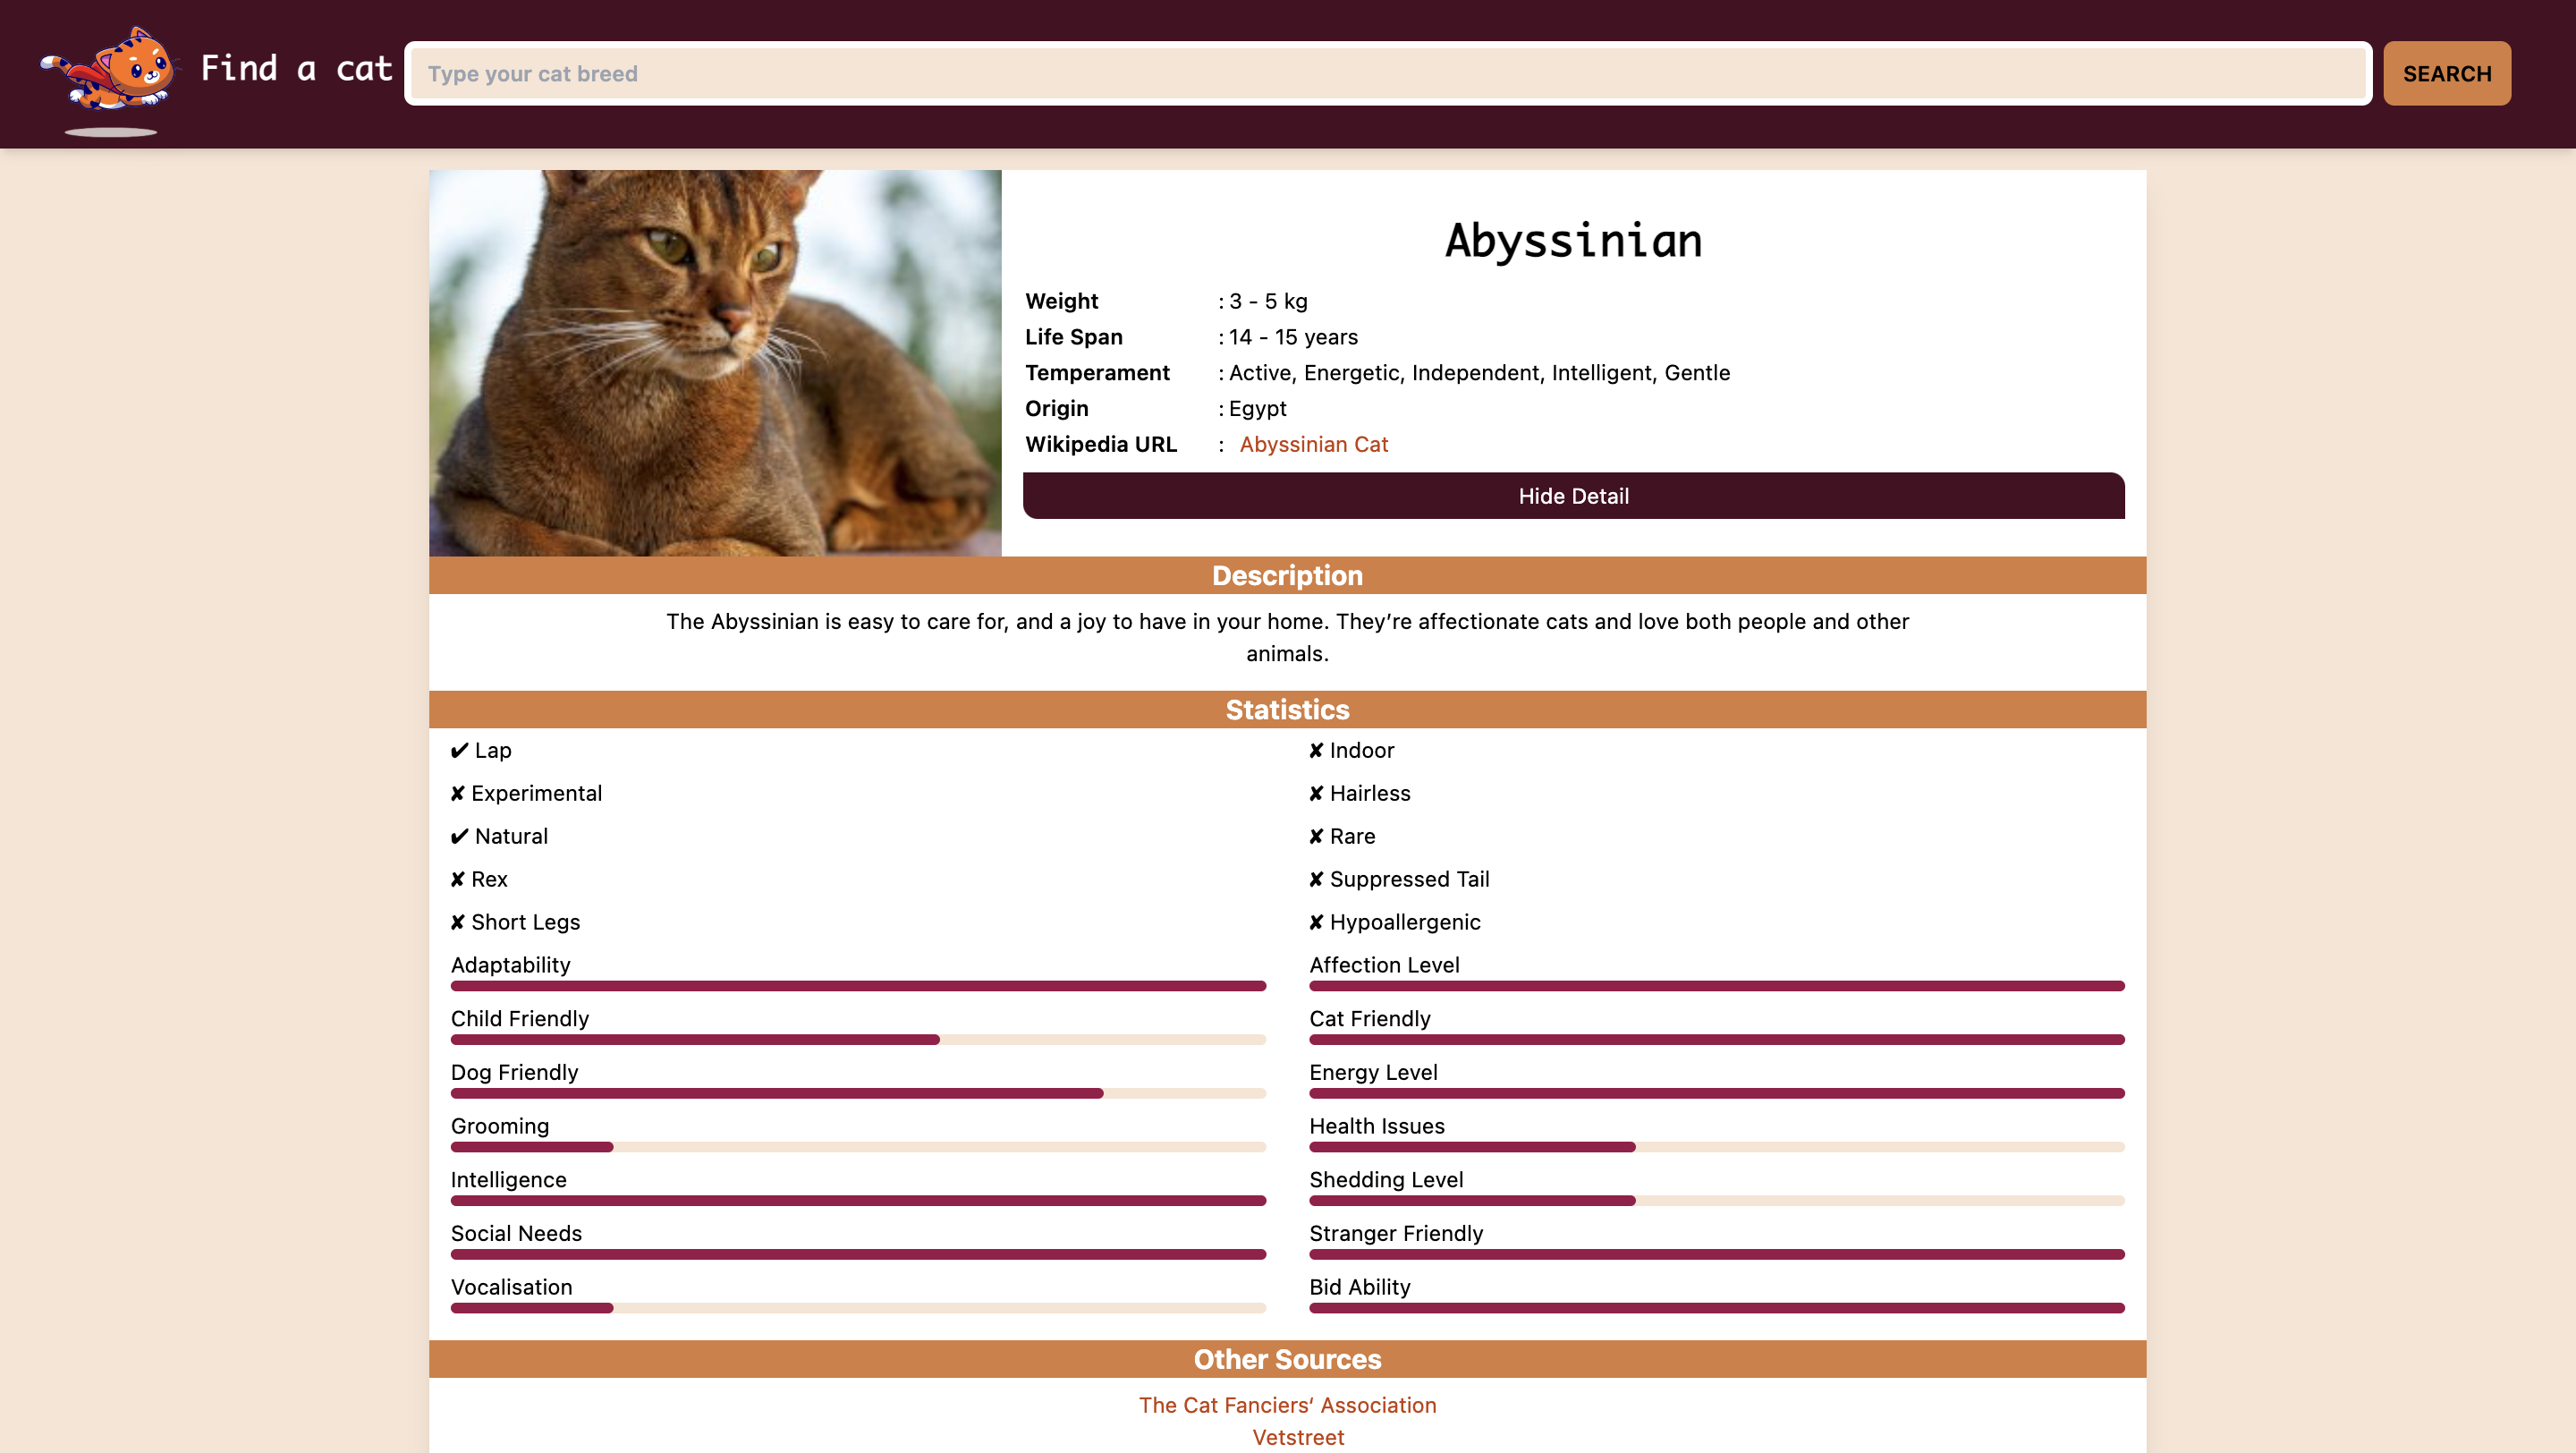 Find a cat
Type your cat breed
SEARCH
Abyssinian
Weight : 3 - 5 kg
Life Span : 14 - 15 years
Temperament : Active, Energetic, Independent, Intelligent, Gentle
Origin : Egypt
Wikipedia URL : Abyssinian Cat
Hide Detail
Description
The Abyssinian is easy to care for, and a joy to have in your home. They’re affectionate cats and love both people and other
animals.
Statistics
✔ Lap
✘ Indoor
✘ Experimental
✘ Hairless
✔ Natural
✘ Rare
✘ Rex
✘ Suppressed Tail
✘ Short Legs
✘ Hypoallergenic
Adaptability
Affection Level
Child Friendly
Cat Friendly
Dog Friendly
Energy Level
Grooming
Health Issues
Intelligence
Shedding Level
Social Needs
Stranger Friendly
Vocalisation
Bid Ability
Other Sources
The Cat Fanciers‘ Association
Vetstreet